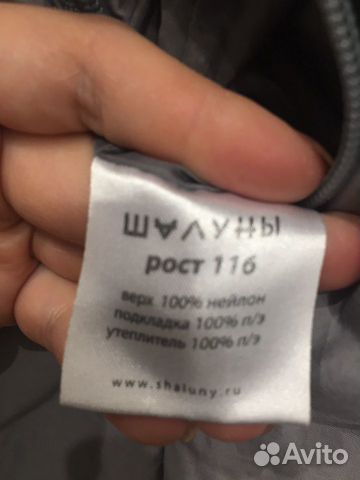 ШАЛУНЫ
рост 116
верх 100% нейлон
подкладка 100% п/э
утеплитель 100% п/э
www.shaluny.ru
Avito